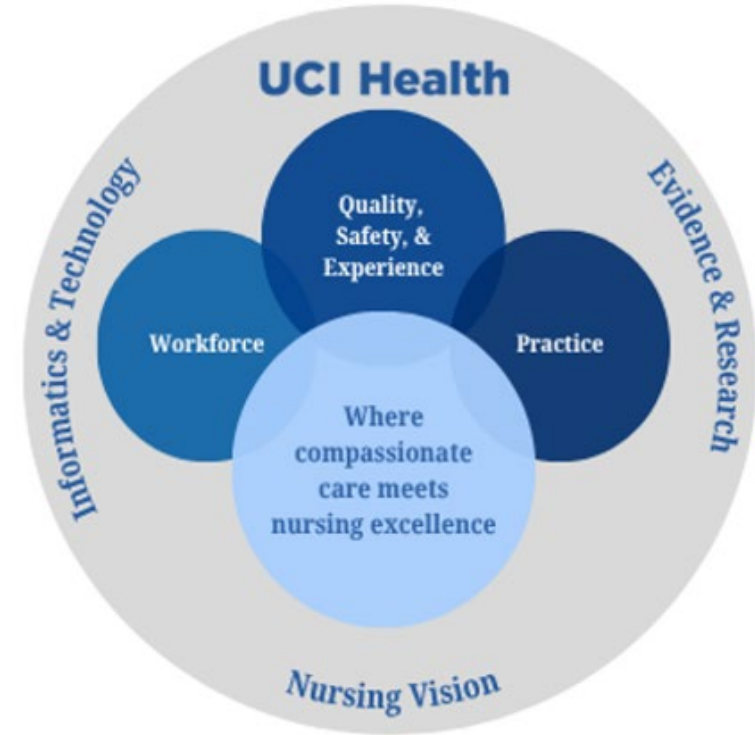 UCI Health
Informatics & Technology
Evidence & Research
Quality,
Safety, &
Experience
Workforce
Practice
Where
compassionate
care meets
nursing excellence
Nursing Vision